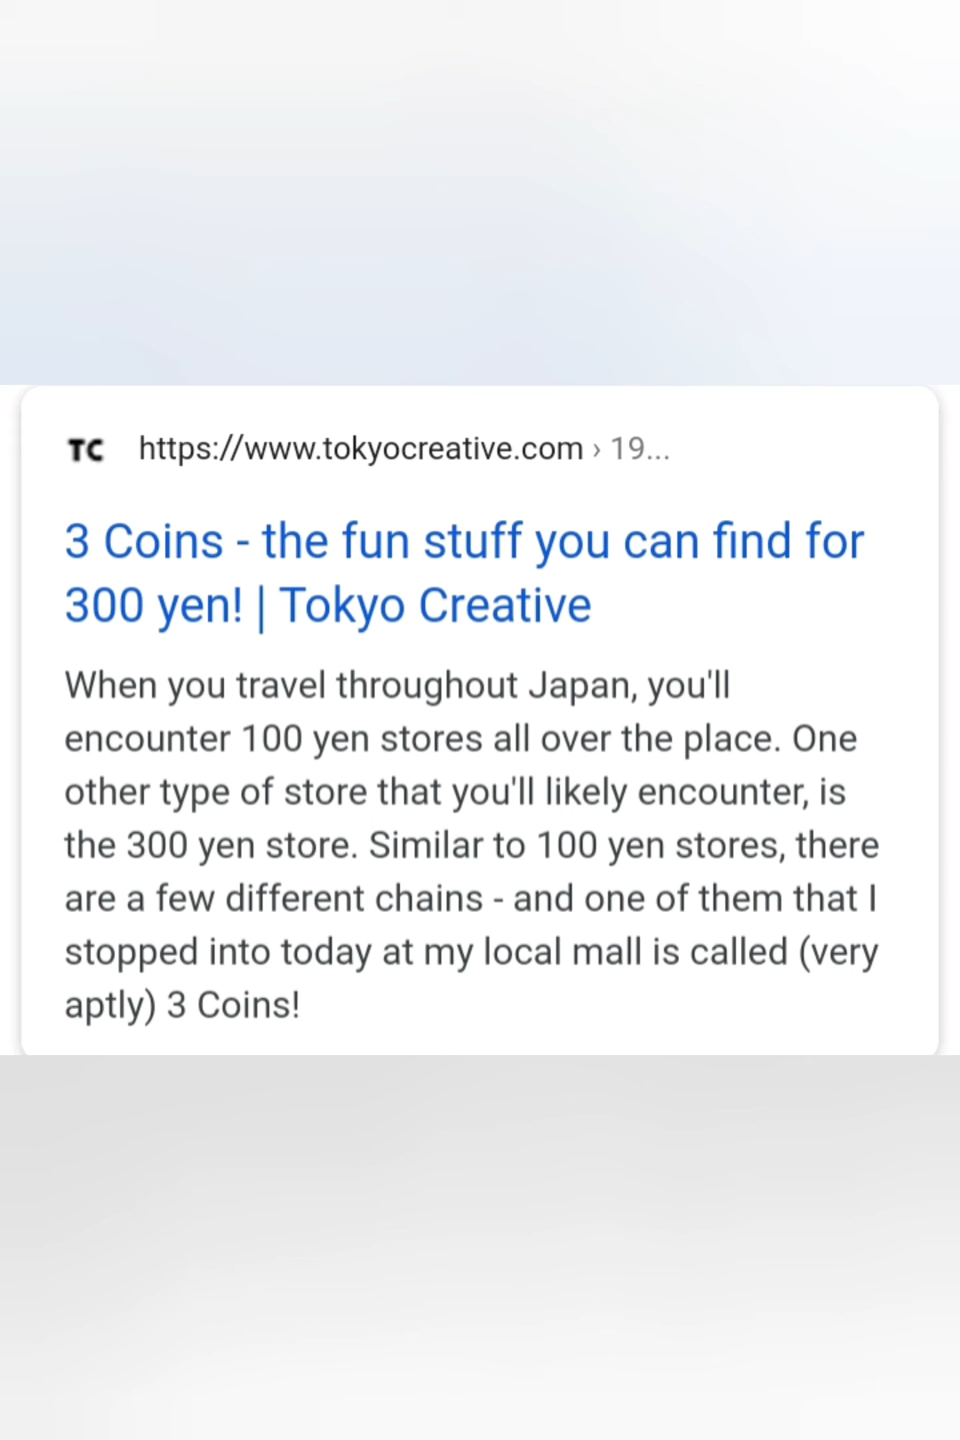 TC https://www.tokyocreative.com › 19...
3 Coins - the fun stuff you can find for
300 yen! | Tokyo Creative
When you travel throughout Japan, you'll
encounter 100 yen stores all over the place. One
other type of store that you'll likely encounter, is
the 300 yen store. Similar to 100 yen stores, there
are a few different chains - and one of them that I
stopped into today at my local mall is called (very
aptly) 3 Coins!